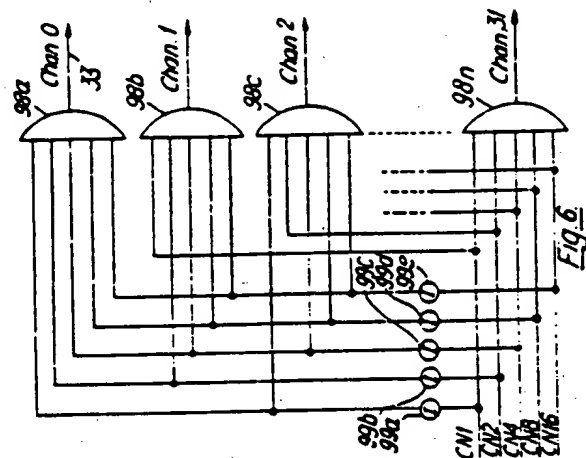 98a
Chan 0
33
98b
Chan. 1
98c
Chan 2
98n
Chan. 31
99c
99d
99e
99b
99a
CN1
CN2
CN4
CN8
CN16
Fig. 6.